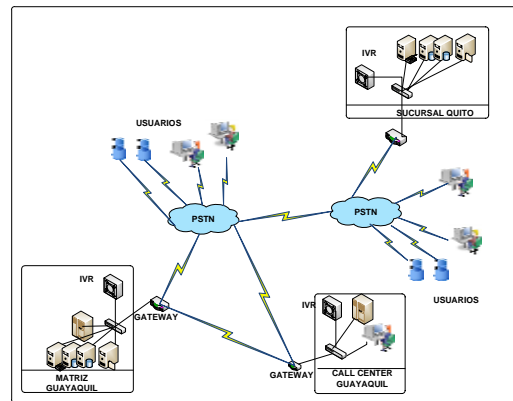 IVR
SUCURSAL QUITO
USUARIOS
PSTN
PSTN
USUARIOS
IVR
GATEWAY
MATRIZ
GUAYAQUIL
IVR
GATEWAY
CALL CENTER
GUAYAQUIL